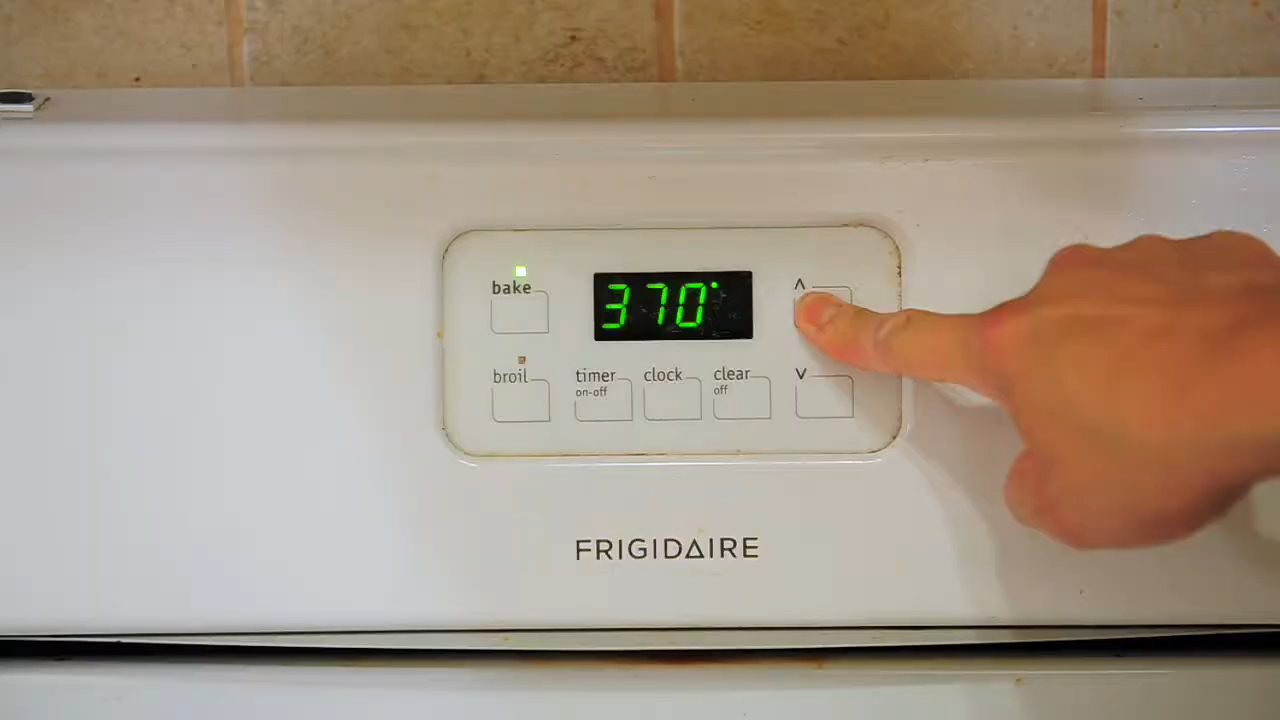 bake
370°
^
broil
timer
on-off
clock
clear
off
v
FRIGIDAIRE